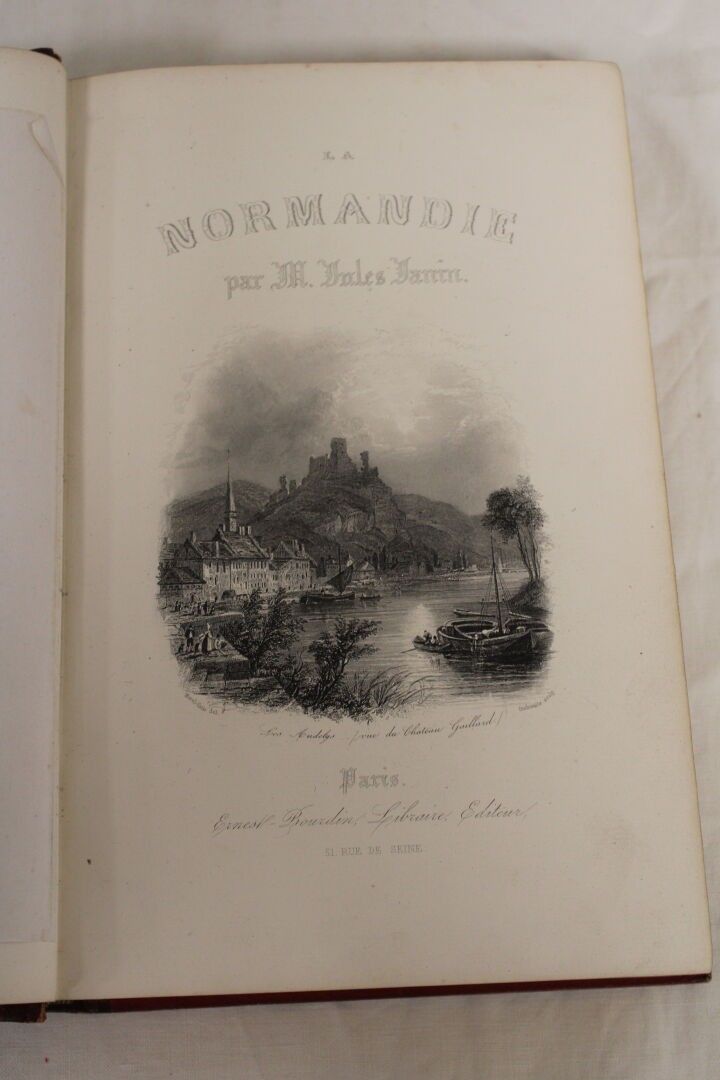 LA
NORMANDIE
par M. Jules Janin.
Les Andelys (vue du Chateau Gaillard)
Paris.
Ernest-Bourdin, Libraire, Editeur,
51, RUE DE SEINE.